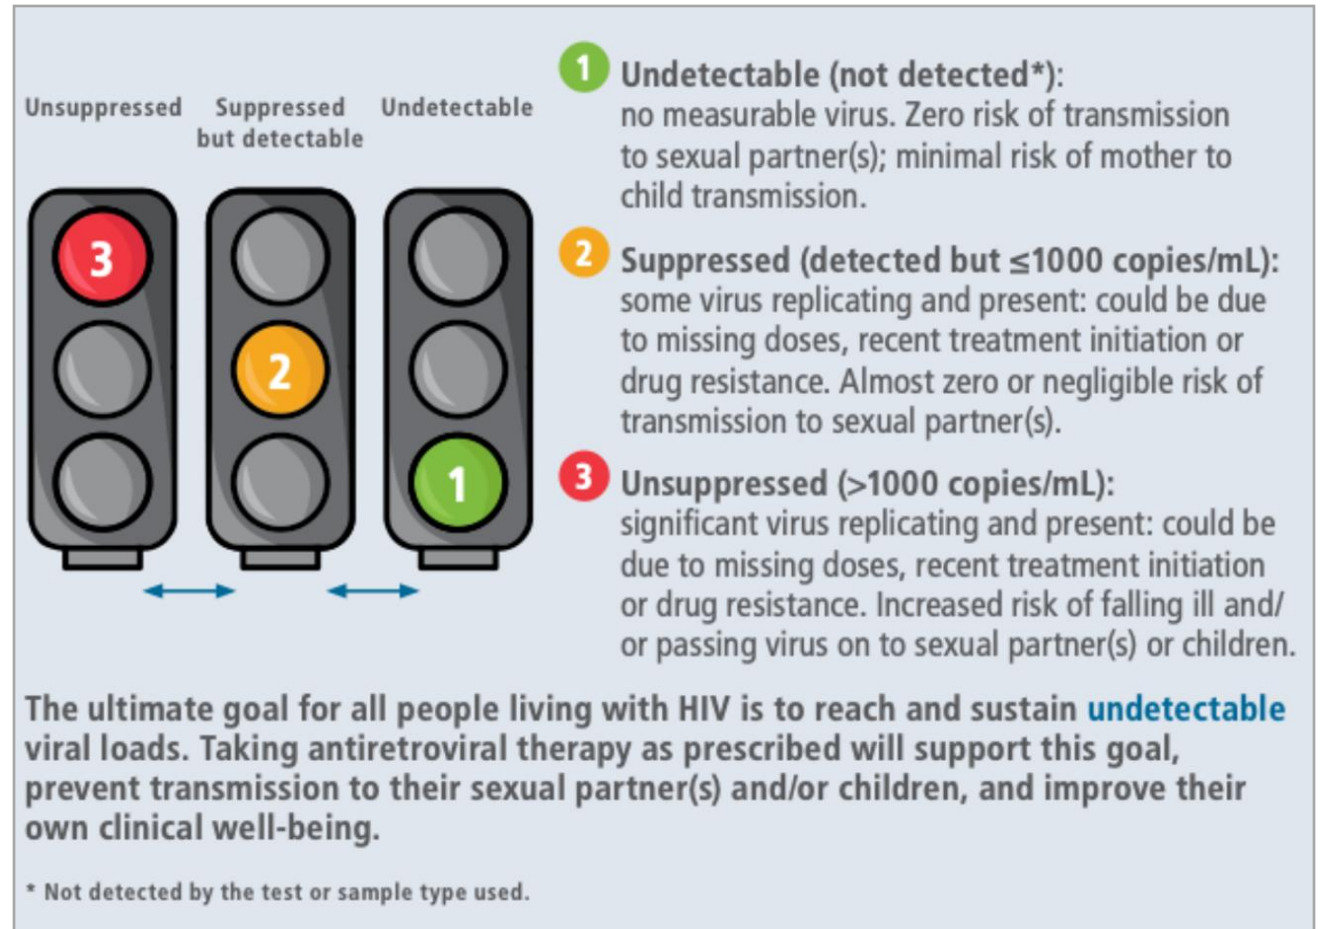 Unsuppressed
Suppressed
but detectable
Undetectable
3
2
1
1 Undetectable (not detected*):
no measurable virus. Zero risk of transmission
to sexual partner(s); minimal risk of mother to
child transmission.
2 Suppressed (detected but ≤1000 copies/mL):
some virus replicating and present: could be due
to missing doses, recent treatment initiation or
drug resistance. Almost zero or negligible risk of
transmission to sexual partner(s).
3 Unsuppressed (>1000 copies/mL):
significant virus replicating and present: could be
due to missing doses, recent treatment initiation
or drug resistance. Increased risk of falling ill and/
or passing virus on to sexual partner(s) or children.
The ultimate goal for all people living with HIV is to reach and sustain undetectable
viral loads. Taking antiretroviral therapy as prescribed will support this goal,
prevent transmission to their sexual partner(s) and/or children, and improve their
own clinical well-being.
* Not detected by the test or sample type used.